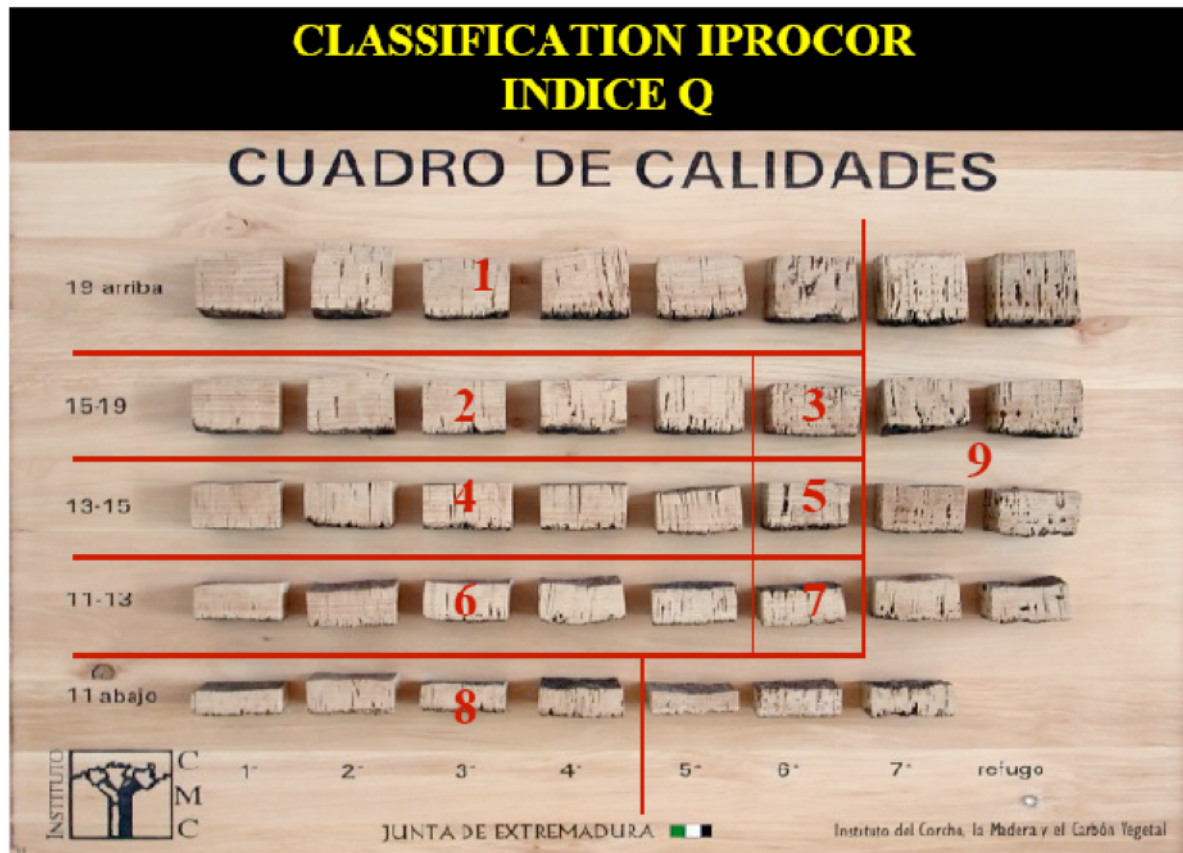 CLASSIFICATION IPROCOR
INDICE Q
CUADRO DE CALIDADES
19 arriba
1
15-19
2
3
9
13-15
4
5
11-13
6
7
11 abajo
8
1ª 2ª 3ª 4ª 5ª 6ª 7ª refugo
INSTITUTO
C
M
C
JUNTA DE EXTREMADURA
Instituto del Corcho, la Madera y el Carbón Vegetal